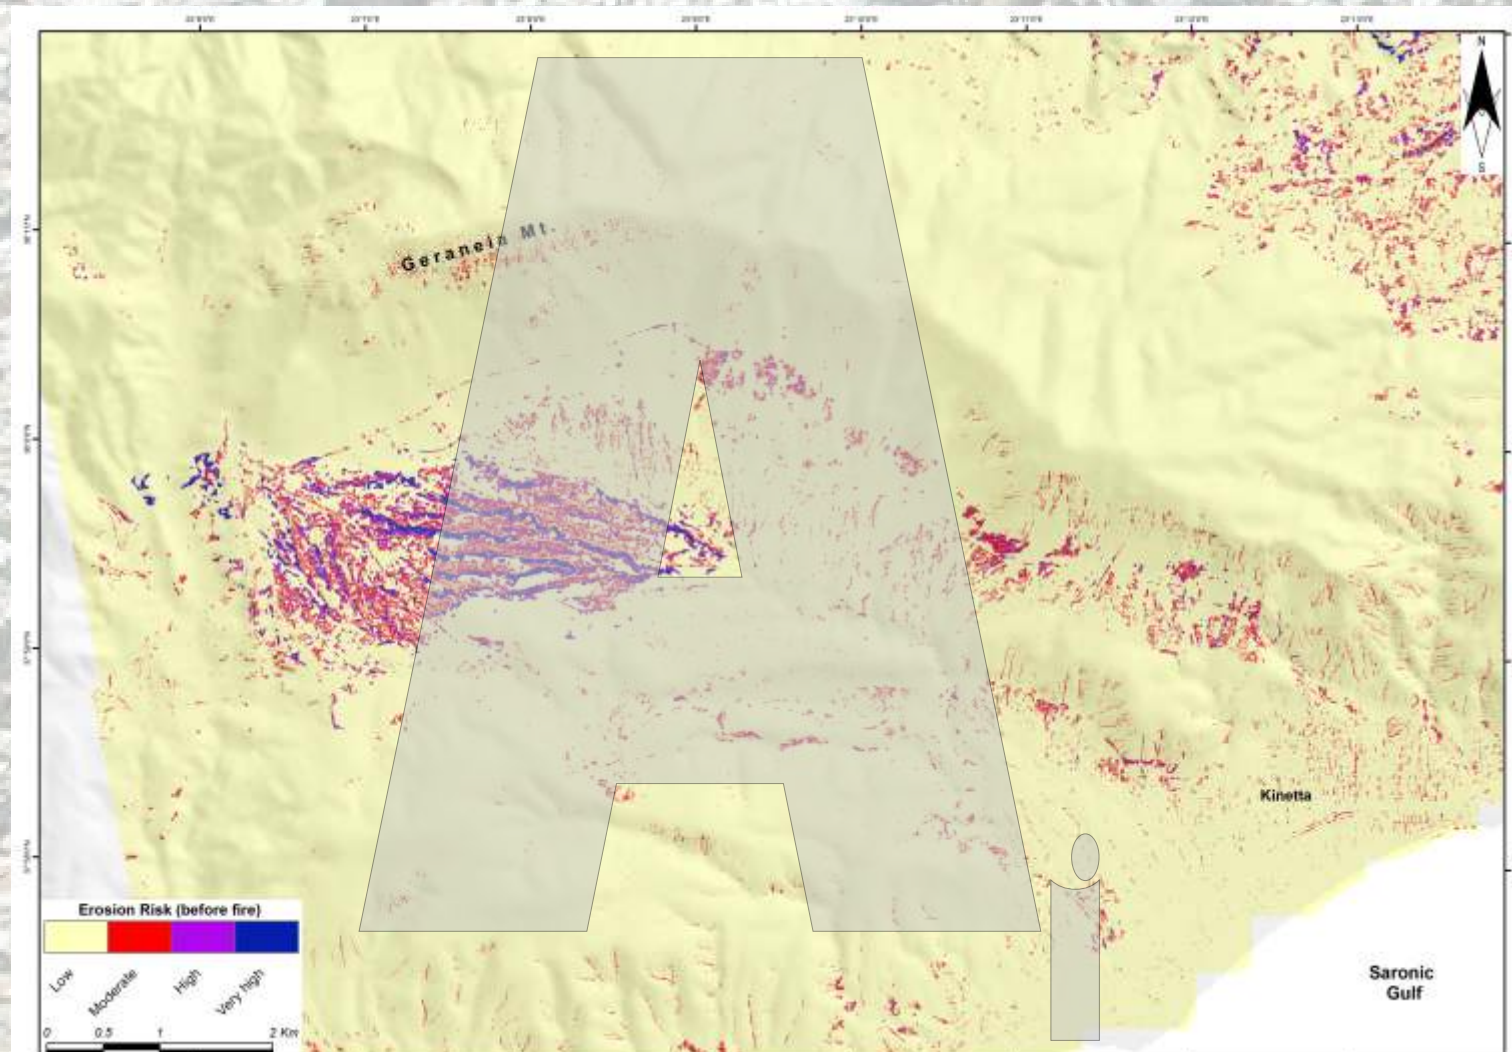 N
S
Geraneia Mt.
A
i
Kinetta
Erosion Risk (before fire)
Low
Moderate
High
Very high
0 0.5 1 2 Km
Saronic
Gulf